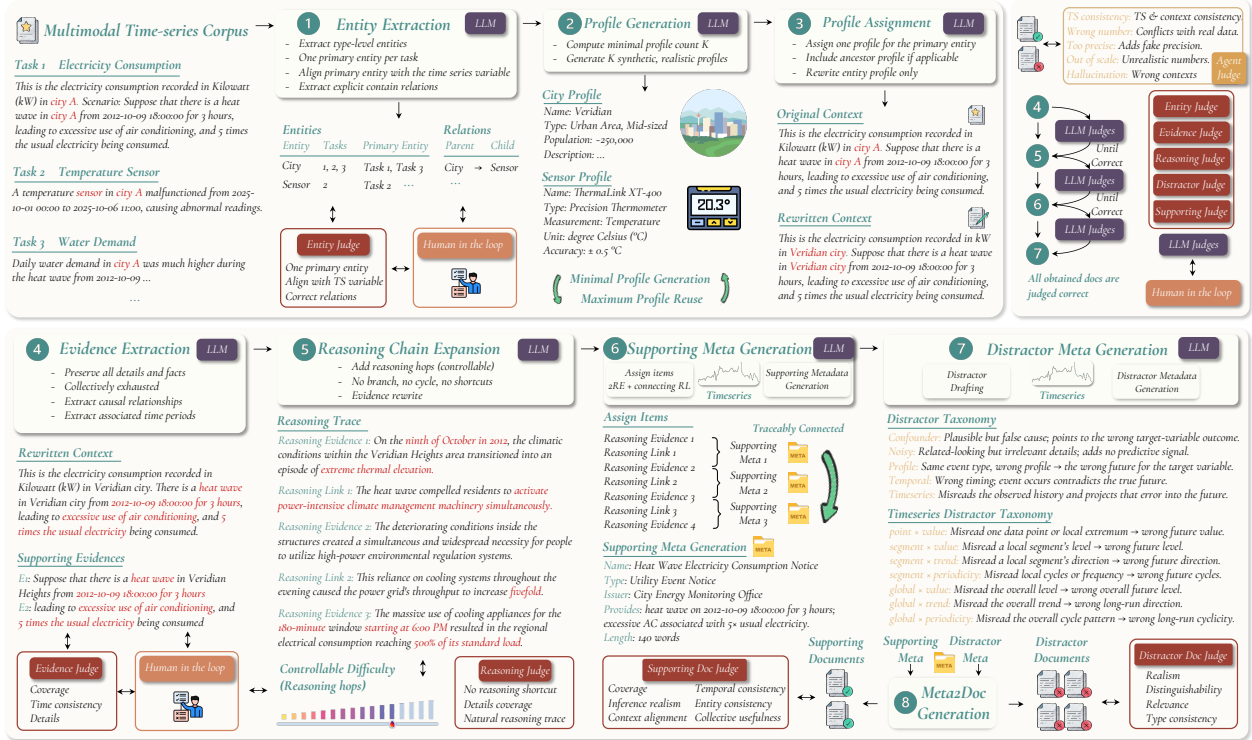 Multimodal Time-series Corpus
Task 1 Electricity Consumption
This is the electricity consumption recorded in Kilowatt
(kW) in city A. Scenario: Suppose that there is a heat
wave in city A from 2012-10-09 18:00:00 for 3 hours,
leading to excessive use of air conditioning, and 5 times
the usual electricity being consumed.
Task 2 Temperature Sensor
A temperature sensor in city A malfunctioned from 2025-
10-01 00:00 to 2025-10-06 11:00, causing abnormal readings.
Task 3 Water Demand
Daily water demand in city A was much higher during
the heat wave from 2012-10-09 ...
...
1 Entity Extraction LLM
- Extract type-level entities
- One primary entity per task
- Align primary entity with the time series variable
- Extract explicit contain relations
Entities Relations
Entity Tasks Primary Entity Parent Child
City 1, 2, 3 Task 1, Task 3 City → Sensor
Sensor 2 Task 2 ... ...
Entity Judge
One primary entity
Align with TS variable
Correct relations
Human in the loop
2 Profile Generation LLM
- Compute minimal profile count K
- Generate K synthetic, realistic profiles
City Profile
Name: Veridian
Type: Urban Area, Mid-sized
Population: ~250,000
Description: ...
Sensor Profile
Name: ThermaLink XT-400
Type: Precision Thermometer
Measurement: Temperature
Unit: degree Celsius (°C)
Accuracy: ± 0.5 °C
20.3°
Minimal Profile Generation
Maximum Profile Reuse
3 Profile Assignment LLM
- Assign one profile for the primary entity
- Include ancestor profile if applicable
- Rewrite entity profile only
Original Context
This is the electricity consumption recorded in
Kilowatt (kW) in city A. Suppose that there is a
heat wave in city A from 2012-10-09 18:00:00 for 3
hours, leading to excessive use of air conditioning,
and 5 times the usual electricity being consumed.
Rewritten Context
This is the electricity consumption recorded in kW
in Veridian city. Suppose that there is a heat wave
in Veridian city from 2012-10-09 18:00:00 for 3
hours, leading to excessive use of air conditioning,
and 5 times the usual electricity being consumed.
TS consistency: TS & context consistency.
Wrong number: Conflicts with real data.
Too precise: Adds fake precision.
Out of scale: Unrealistic numbers.
Hallucination: Wrong contexts
Agent
Judge
4
LLM Judges
Until
Correct
5
LLM Judges
Until
Correct
6
LLM Judges
7
All obtained docs are
judged correct
Entity Judge
Evidence Judge
Reasoning Judge
Distractor Judge
Supporting Judge
LLM Judges
Human in the loop
4 Evidence Extraction LLM
- Preserve all details and facts
- Collectively exhausted
- Extract causal relationships
- Extract associated time periods
Rewritten Context
This is the electricity consumption recorded in
Kilowatt (kW) in Veridian city. There is a heat wave
in Veridian city from 2012-10-09 18:00:00 for 3 hours,
leading to excessive use of air conditioning, and 5
times the usual electricity being consumed.
Supporting Evidences
E1: Suppose that there is a heat wave in Veridian
Heights from 2012-10-09 18:00:00 for 3 hours
E2: leading to excessive use of air conditioning, and
5 times the usual electricity being consumed
Evidence Judge
Coverage
Time consistency
Details
Human in the loop
5 Reasoning Chain Expansion LLM
- Add reasoning hops (controllable)
- No branch, no cycle, no shortcuts
- Evidence rewrite
Reasoning Trace
Reasoning Evidence 1: On the ninth of October in 2012, the climatic
conditions within the Veridian Heights area transitioned into an
episode of extreme thermal elevation.
Reasoning Link 1: The heat wave compelled residents to activate
power-intensive climate management machinery simultaneously.
Reasoning Evidence 2: The deteriorating conditions inside the
structures created a simultaneous and widespread necessity for people
to utilize high-power environmental regulation systems.
Reasoning Link 2: This reliance on cooling systems throughout the
evening caused the power grid's throughput to increase fivefold.
Reasoning Evidence 3: The massive use of cooling appliances for the
180-minute window starting at 6:00 PM resulted in the regional
electrical consumption reaching 500% of its standard load.
Controllable Difficulty
(Reasoning hops)
Reasoning Judge
No reasoning shortcut
Details coverage
Natural reasoning trace
6 Supporting Meta Generation LLM
Assign items
2RE + connecting RL
Timeseries
Supporting Metadata
Generation
Assign Items
Traceably Connected
Reasoning Evidence 1
Reasoning Link 1
Reasoning Evidence 2
Reasoning Link 2
Reasoning Evidence 3
Reasoning Link 3
Reasoning Evidence 4
Supporting
Meta 1
META
Supporting
Meta 2
META
Supporting
Meta 3
META
Supporting Meta Generation META
Name: Heat Wave Electricity Consumption Notice
Type: Utility Event Notice
Issuer: City Energy Monitoring Office
Provides: heat wave on 2012-10-09 18:00:00 for 3 hours;
excessive AC associated with 5× usual electricity.
Length: 140 words
Supporting Doc Judge
Coverage Temporal consistency
Inference realism Entity consistency
Context alignment Collective usefulness
Supporting
Documents
7 Distractor Meta Generation LLM
Distractor
Drafting
Timeseries
Distractor Metadata
Generation
Distractor Taxonomy
Confounder: Plausible but false cause; points to the wrong target-variable outcome.
Noisy: Related-looking but irrelevant details; adds no predictive signal.
Profile: Same event type, wrong profile → the wrong future for the target variable.
Temporal: Wrong timing; event occurs contradicts the true future.
Timeseries: Misreads the observed history and projects that error into the future.
Timeseries Distractor Taxonomy
point × value: Misread one data point or local extremum → wrong future value.
segment × value: Misread a local segment's level → wrong future level.
segment × trend: Misread a local segment's direction → wrong future direction.
segment × periodicity: Misread local cycles or frequency → wrong future cycles.
global × value: Misread the overall level → wrong overall future level.
global × trend: Misread the overall trend → wrong long-run direction.
global × periodicity: Misread the overall cycle pattern → wrong long-run cyclicity.
Supporting Distractor
Meta META Meta
8 Meta2Doc
Generation
Distractor
Documents
Distractor Doc Judge
Realism
Distinguishability
Relevance
Type consistency